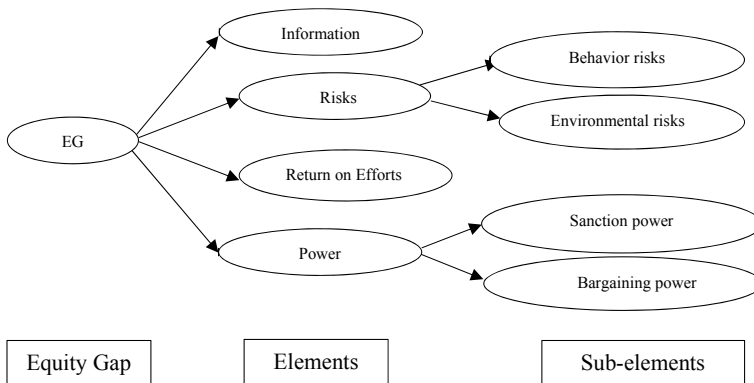 Information
Behavior risks
Risks
Environmental risks
EG
Return on Efforts
Sanction power
Power
Bargaining power
Equity Gap
Elements
Sub-elements